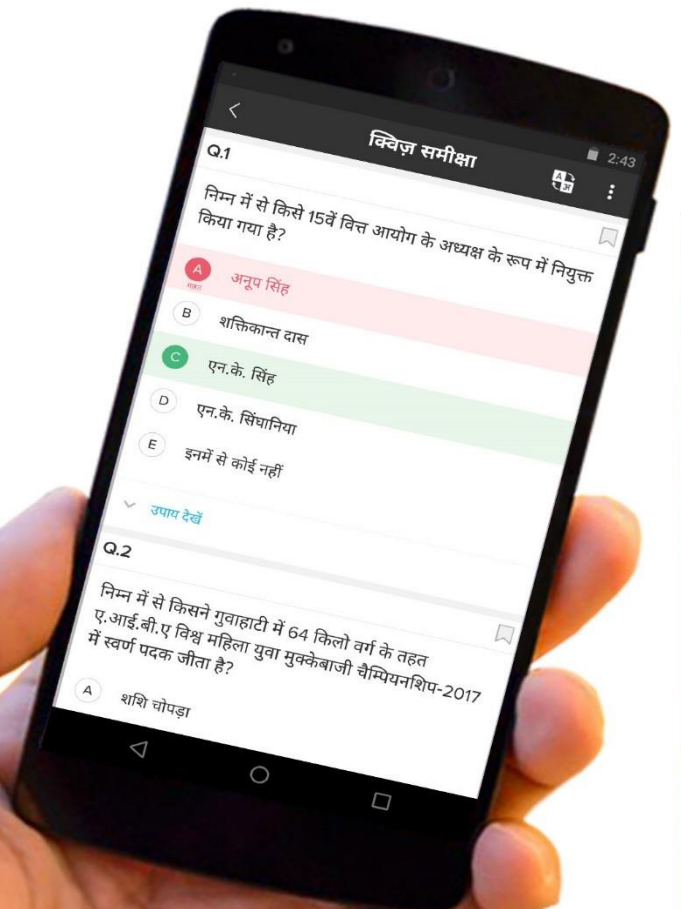 2:43
क्विज़ समीक्षा
A अ
Q.1
निम्न में से किसे 15वें वित्त आयोग के अध्यक्ष के रूप में नियुक्त
किया गया है?
A अनूप सिंह
गलत
B शक्तिकान्त दास
C एन.के. सिंह
D एन.के. सिंघानिया
E इनमें से कोई नहीं
उपाय देखें
Q.2
निम्न में से किसने गुवाहाटी में 64 किलो वर्ग के तहत
ए.आई.बी.ए विश्व महिला युवा मुक्केबाजी चैम्पियनशिप-2017
में स्वर्ण पदक जीता है?
A शशि चोपड़ा